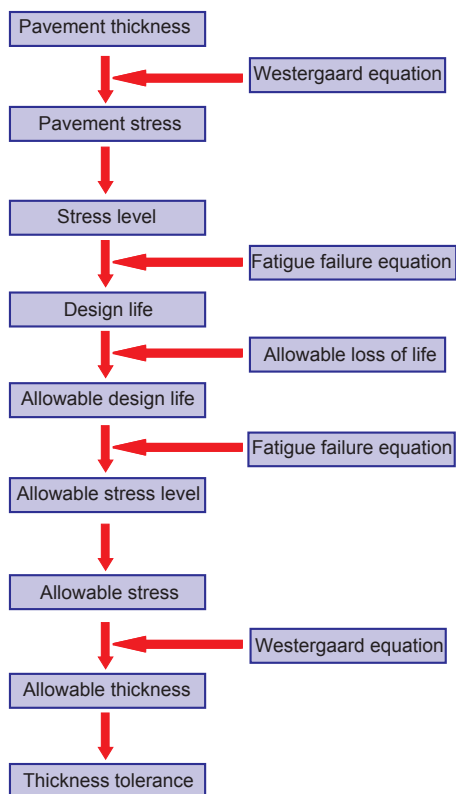 Pavement thickness
Westergaard equation
Pavement stress
Stress level
Fatigue failure equation
Design life
Allowable loss of life
Allowable design life
Fatigue failure equation
Allowable stress level
Allowable stress
Westergaard equation
Allowable thickness
Thickness tolerance